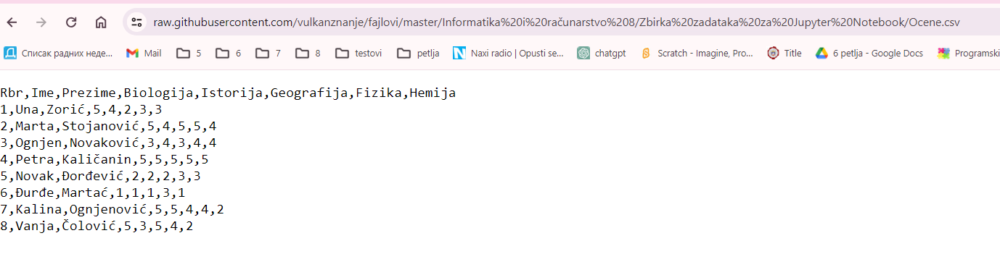 raw.githubusercontent.com/vulkanznanje/fajlovi/master/Informatika%20i%20računarstvo%208/Zbirka%20zadataka%20za%20Jupyter%20Notebook/Ocene.csv
Списак радних неде... Mail 5 6 7 8 testovi petlja Naxi radio | Opusti se... chatgpt Scratch - Imagine, Pro... Title 6 petlja - Google Docs Programski
Rbr,Ime,Prezime,Biologija,Istorija,Geografija,Fizika,Hemija
1,Una,Zorić,5,4,2,3,3
2,Marta,Stojanović,5,4,5,5,4
3,Ognjen,Novaković,3,4,3,4,4
4,Petra,Kaličanin,5,5,5,5,5
5,Novak,Đorđević,2,2,2,3,3
6,Đurđe,Martać,1,1,1,3,1
7,Kalina,Ognjenović,5,5,4,4,2
8,Vanja,Čolović,5,3,5,4,2